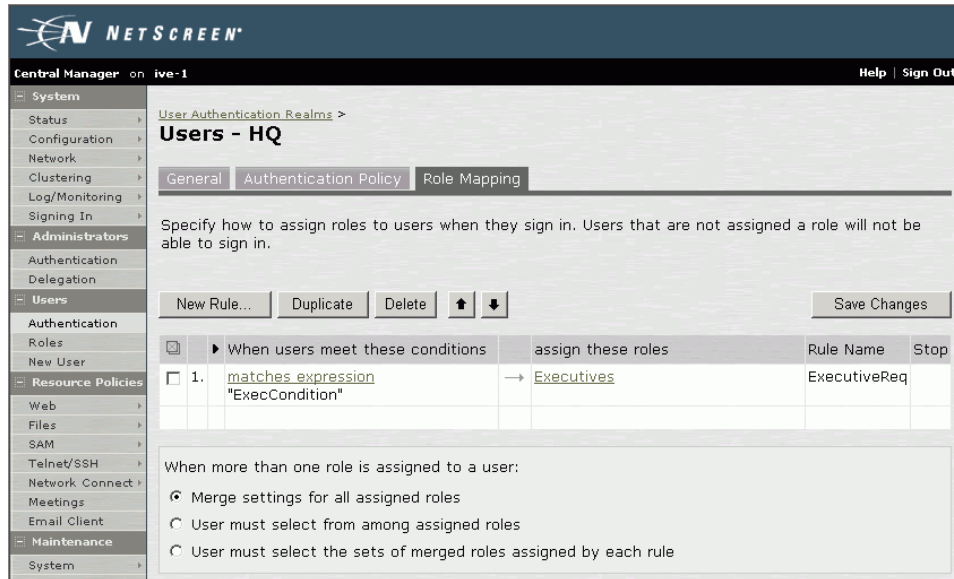 NETSCREEN
Central Manager on ive-1
Help | Sign Out
System
Status
Configuration
Network
Clustering
Log/Monitoring
Signing In
Administrators
Authentication
Delegation
Users
Authentication
Roles
New User
Resource Policies
Web
Files
SAM
Telnet/SSH
Network Connect
Meetings
Email Client
Maintenance
System
User Authentication Realms >
Users - HQ
General Authentication Policy Role Mapping
Specify how to assign roles to users when they sign in. Users that are not assigned a role will not be
able to sign in.
New Rule... Duplicate Delete Save Changes
When users meet these conditions assign these roles Rule Name Stop
1. matches expression → Executives ExecutiveReq
"ExecCondition"
When more than one role is assigned to a user:
Merge settings for all assigned roles
User must select from among assigned roles
User must select the sets of merged roles assigned by each rule